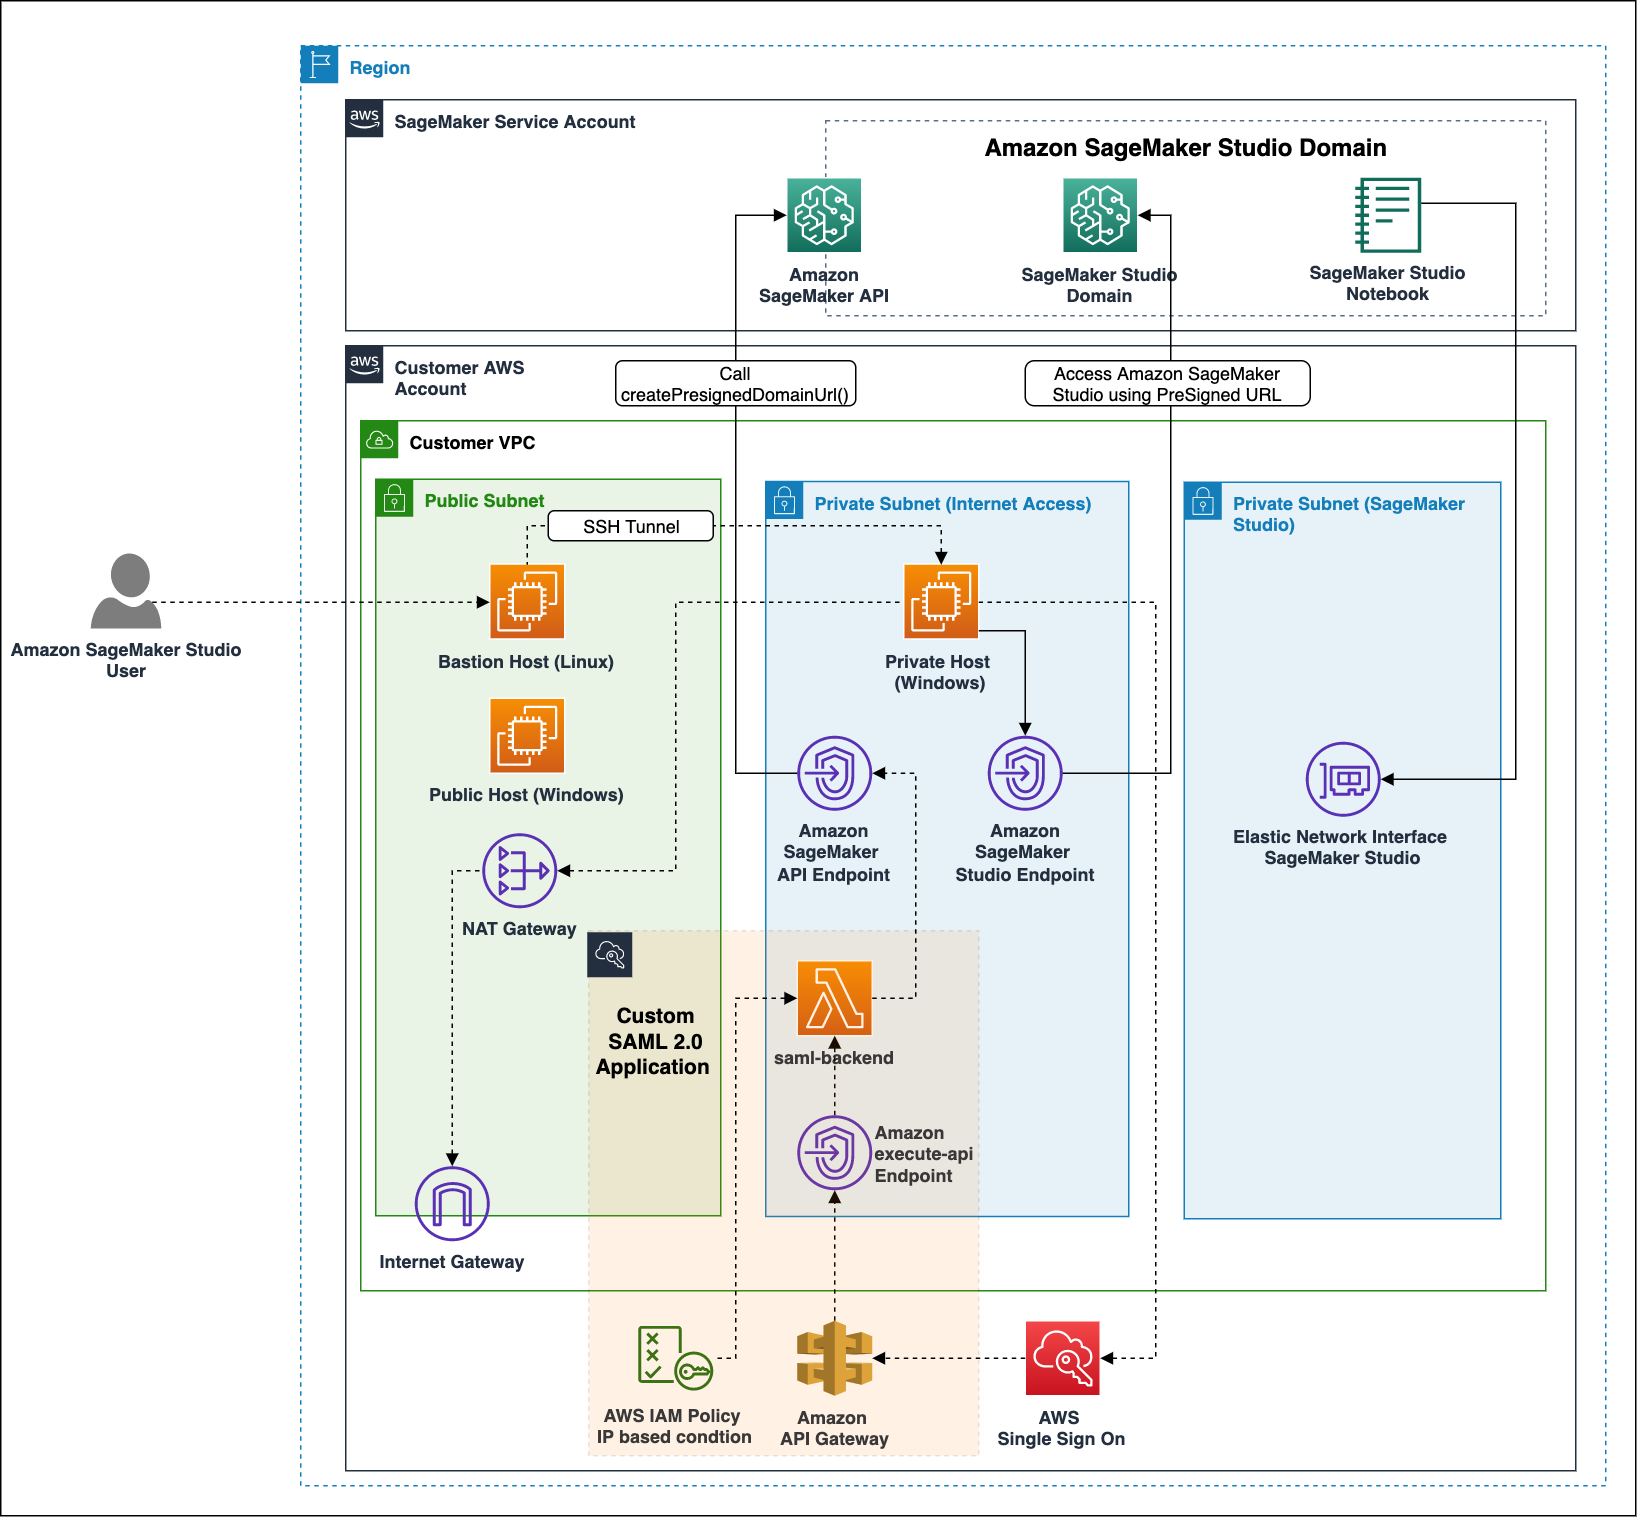 Region
aws
SageMaker Service Account
Amazon SageMaker Studio Domain
Amazon
SageMaker API
SageMaker Studio
Domain
SageMaker Studio
Notebook
aws
Customer AWS
Account
Call
createPresignedDomainUrl()
Access Amazon SageMaker
Studio using PreSigned URL
Customer VPC
Public Subnet
Private Subnet (Internet Access)
Private Subnet (SageMaker
Studio)
SSH Tunnel
Amazon SageMaker Studio
User
Bastion Host (Linux)
Private Host
(Windows)
Public Host (Windows)
Amazon
SageMaker
API Endpoint
Amazon
SageMaker
Studio Endpoint
Elastic Network Interface
SageMaker Studio
NAT Gateway
Custom
SAML 2.0
Application
saml-backend
Amazon
execute-api
Endpoint
Internet Gateway
AWS IAM Policy
IP based condtion
Amazon
API Gateway
AWS
Single Sign On